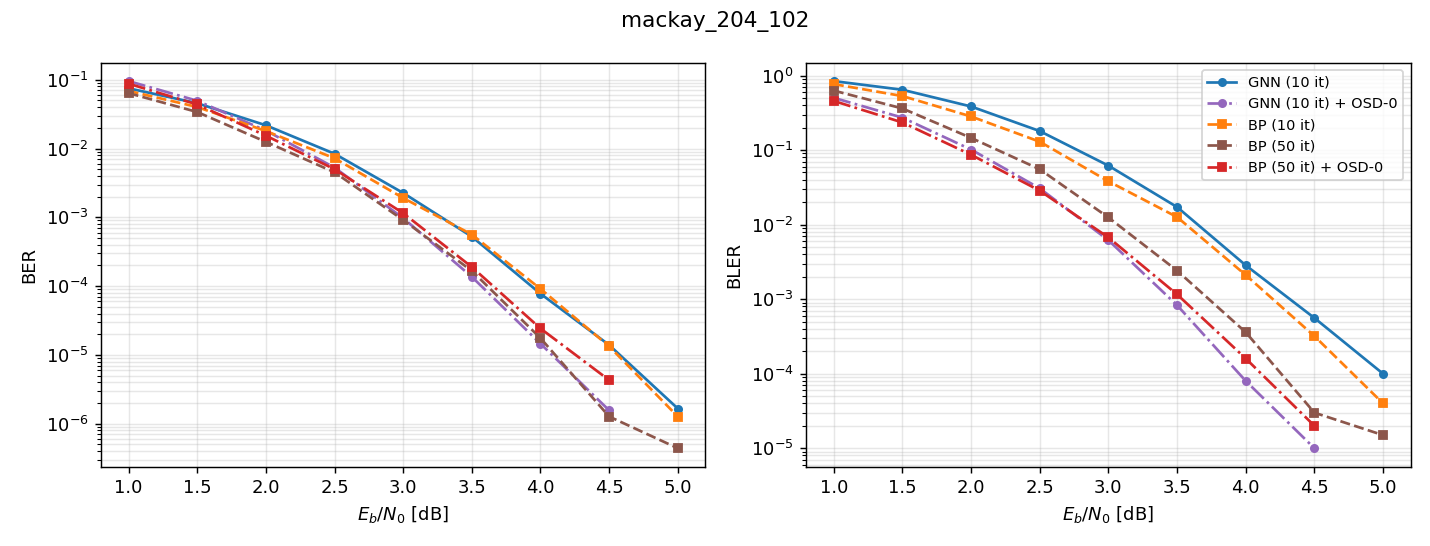 mackay_204_102
10⁻¹
10⁻²
10⁻³
10⁻⁴
10⁻⁵
10⁻⁶
BER
1.0 1.5 2.0 2.5 3.0 3.5 4.0 4.5 5.0
E_b/N_0 [dB]
10⁰
10⁻¹
10⁻²
10⁻³
10⁻⁴
10⁻⁵
BLER
1.0 1.5 2.0 2.5 3.0 3.5 4.0 4.5 5.0
E_b/N_0 [dB]
GNN (10 it)
GNN (10 it) + OSD-0
BP (10 it)
BP (50 it)
BP (50 it) + OSD-0